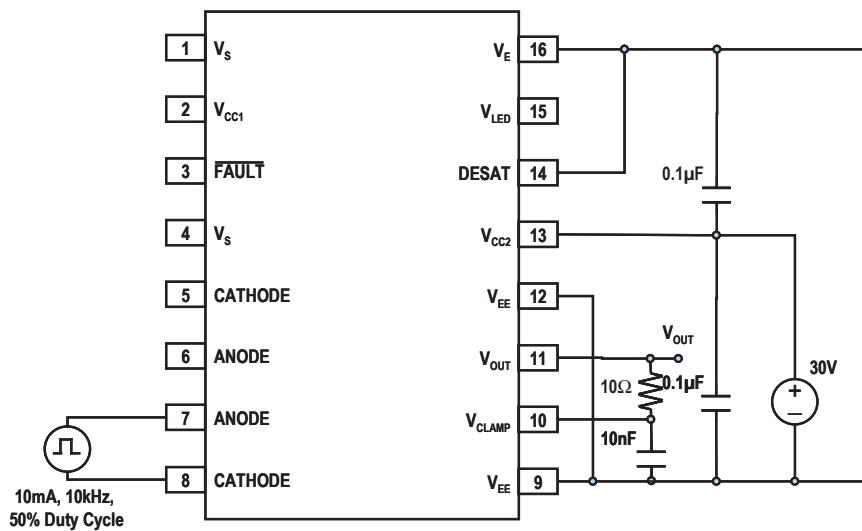 1 VS
2 VCC1
3 FAULT
4 VS
5 CATHODE
6 ANODE
7 ANODE
8 CATHODE
10mA, 10kHz,
50% Duty Cycle
VE 16
VLED 15
DESAT 14
VCC2 13
VEE 12
VOUT 11
VCLAMP 10
VEE 9
0.1µF
VOUT
10Ω
0.1µF
10nF
30V
+
–